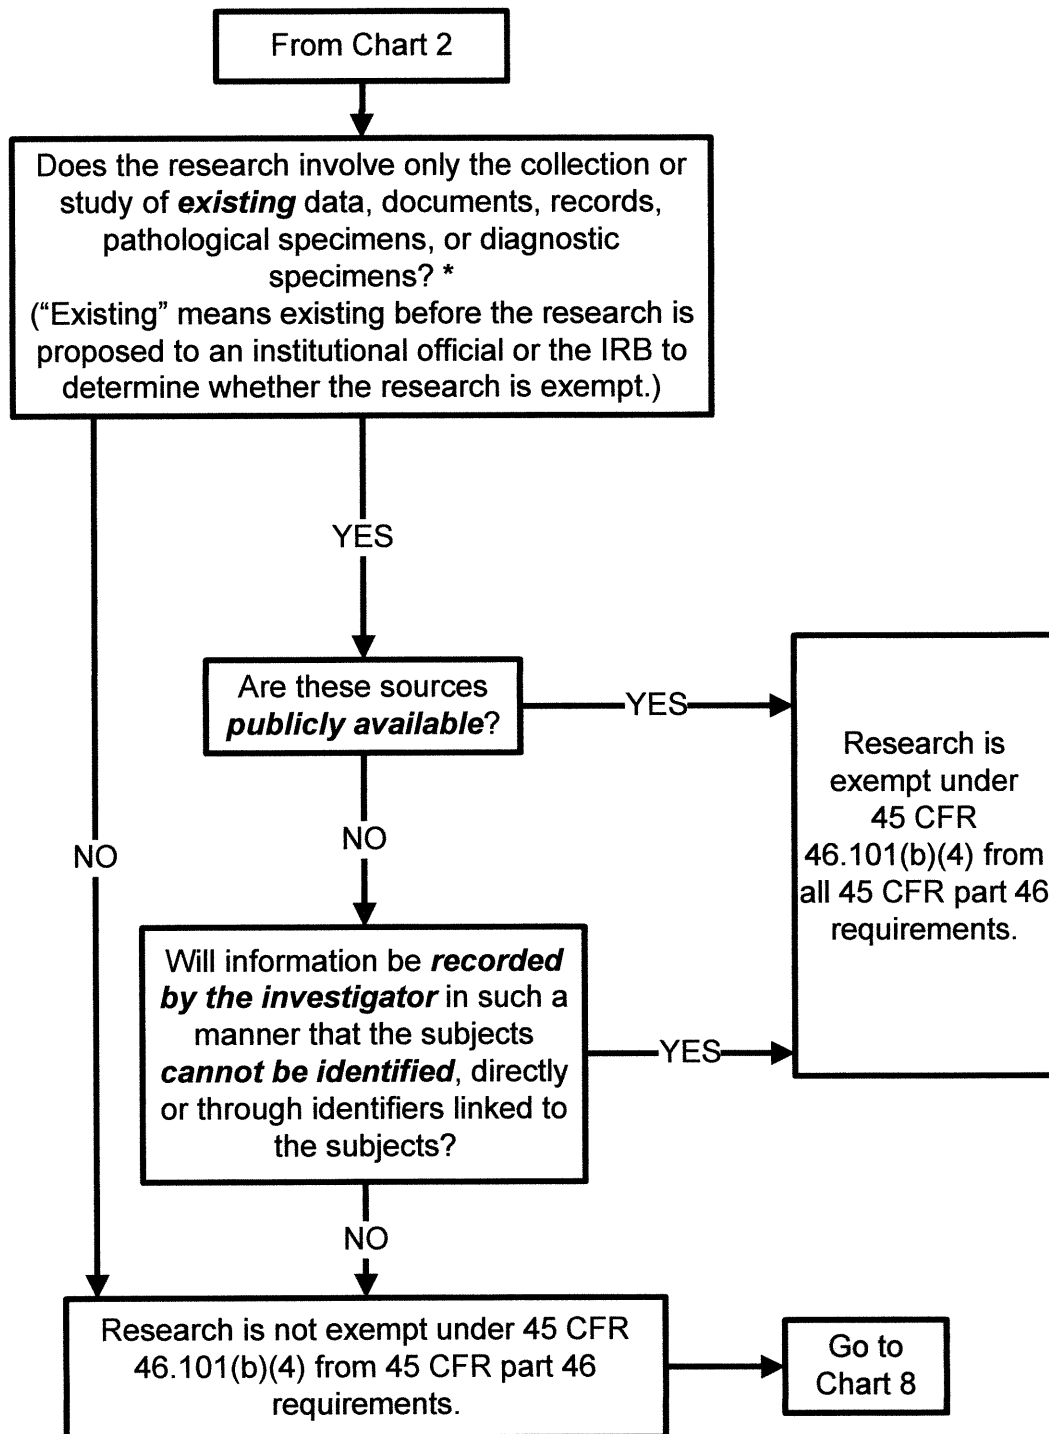 From Chart 2
Does the research involve only the collection or
study of existing data, documents, records,
pathological specimens, or diagnostic
specimens? *
(“Existing” means existing before the research is
proposed to an institutional official or the IRB to
determine whether the research is exempt.)
YES
Are these sources
publicly available?
YES
Research is
exempt under
45 CFR
46.101(b)(4) from
all 45 CFR part 46
requirements.
NO
NO
Will information be recorded
by the investigator in such a
manner that the subjects
cannot be identified, directly
or through identifiers linked to
the subjects?
YES
NO
Research is not exempt under 45 CFR
46.101(b)(4) from 45 CFR part 46
requirements.
Go to
Chart 8